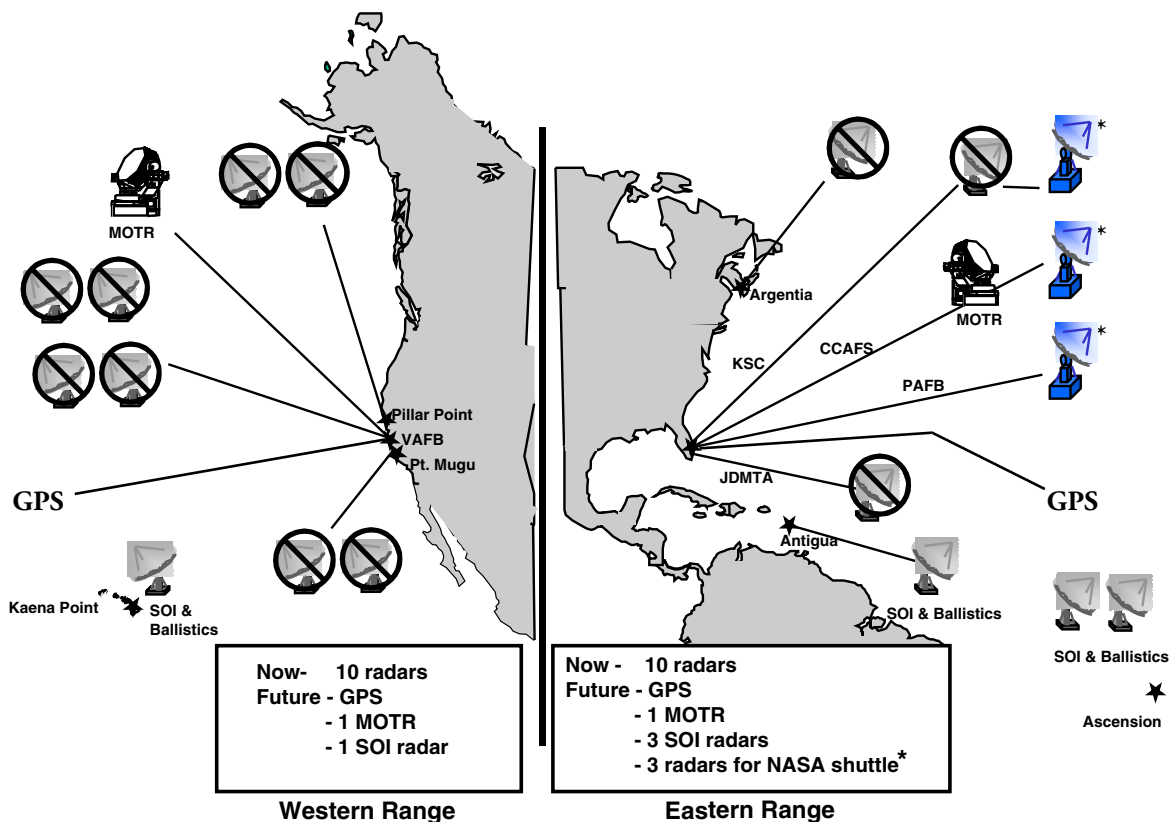 *
MOTR
*
Argentia
MOTR
*
KSC
CCAFS
PAFB
Pillar Point
VAFB
Pt. Mugu
JDMTA
GPS
GPS
Antigua
Kaena Point
SOI &
Ballistics
SOI & Ballistics
SOI & Ballistics
Ascension
Now- 10 radars
Future - GPS
- 1 MOTR
- 1 SOI radar
Western Range
Now - 10 radars
Future - GPS
- 1 MOTR
- 3 SOI radars
- 3 radars for NASA shuttle*
Eastern Range